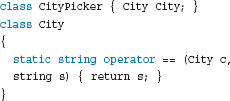 class CityPicker { City City; }
class City
{
static string operator == (City c,
string s) { return s; }
}